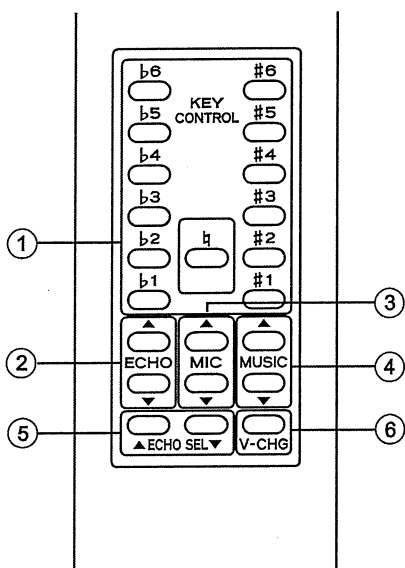 ♭6 ♯6
KEY
CONTROL
♭5 ♯5
♭4 ♯4
♭3 ♯3
① ♭2 ♮ ♯2
♭1 ♯1
③
▲ ▲ ▲
② ECHO MIC MUSIC ④
▼ ▼ ▼
⑤ ⑥
▲ECHO SEL▼ V-CHG